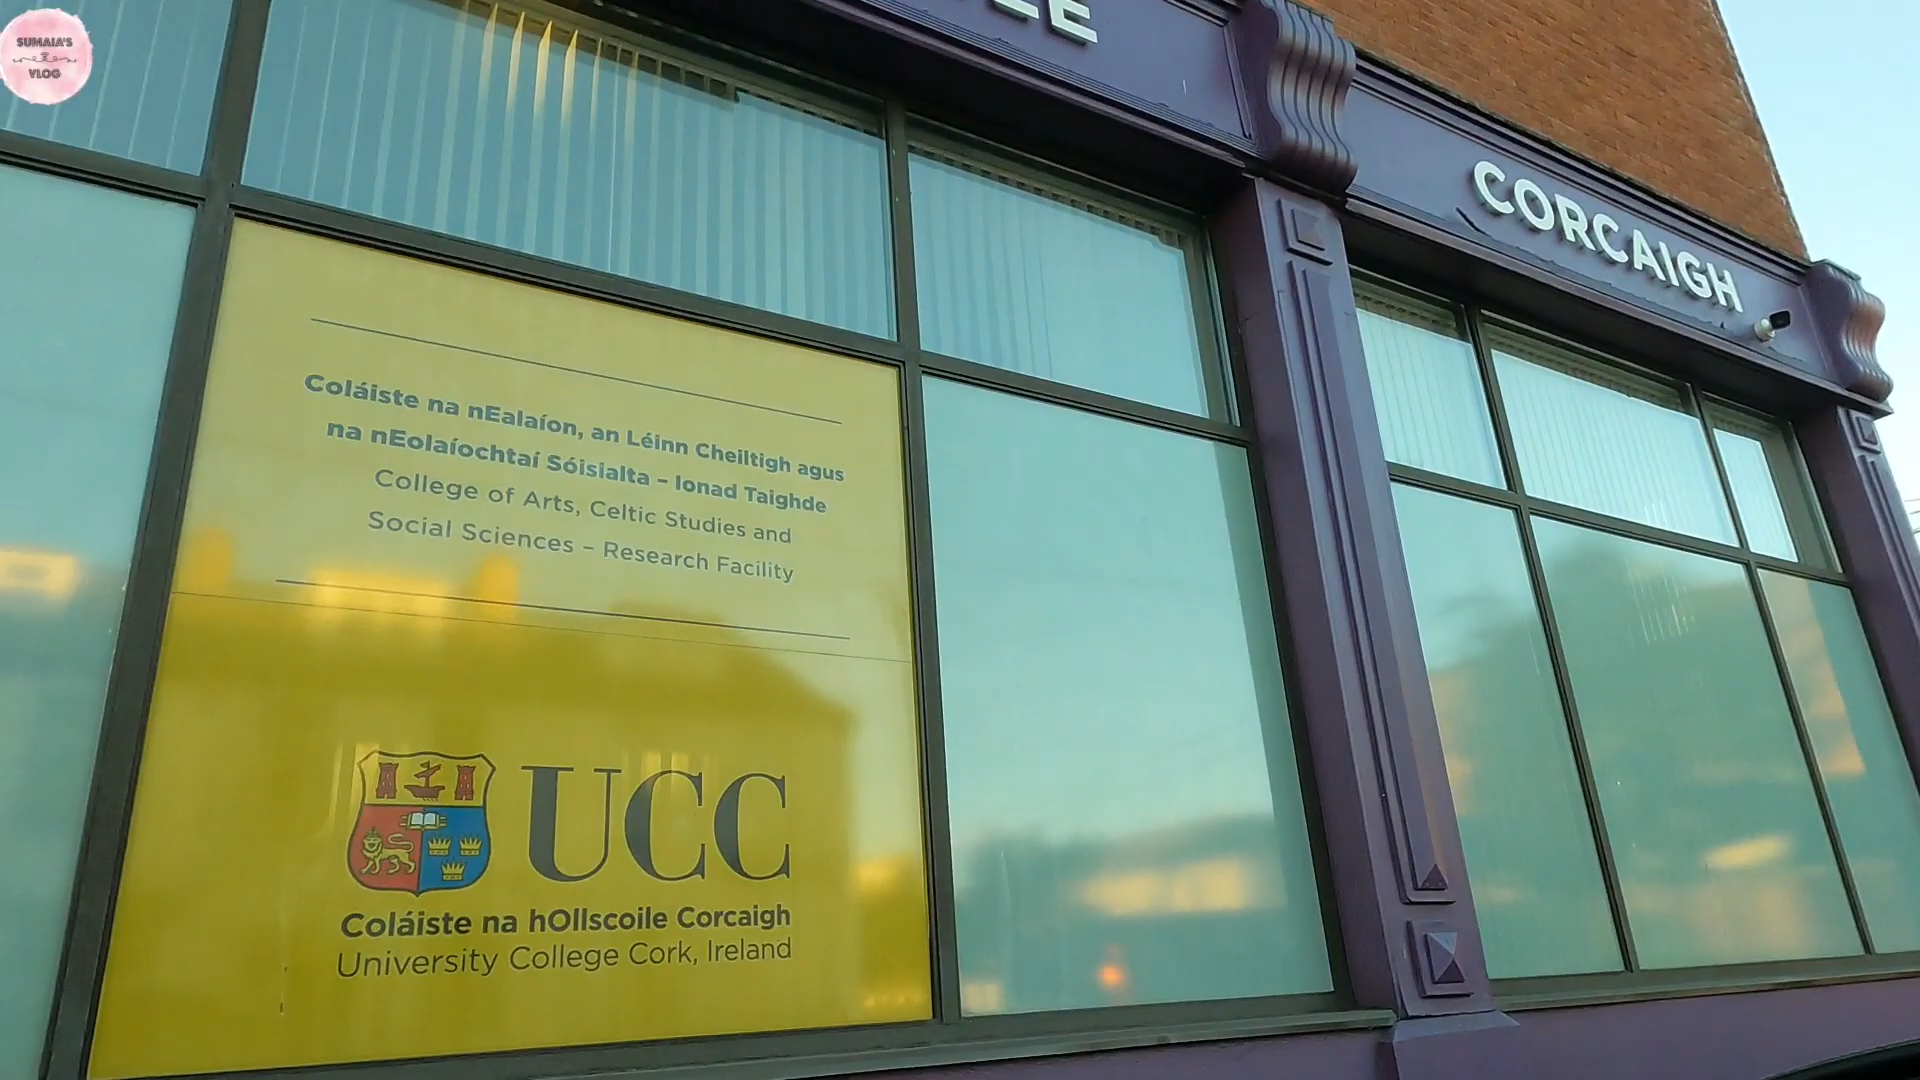 SUMAIA'S
VLOG
CORCAIGH
Coláiste na nEalaíon, an Léinn Cheiltigh agus
na nEolaíochtaí Sóisialta – Ionad Taighde
College of Arts, Celtic Studies and
Social Sciences – Research Facility
UCC
Coláiste na hOllscoile Corcaigh
University College Cork, Ireland